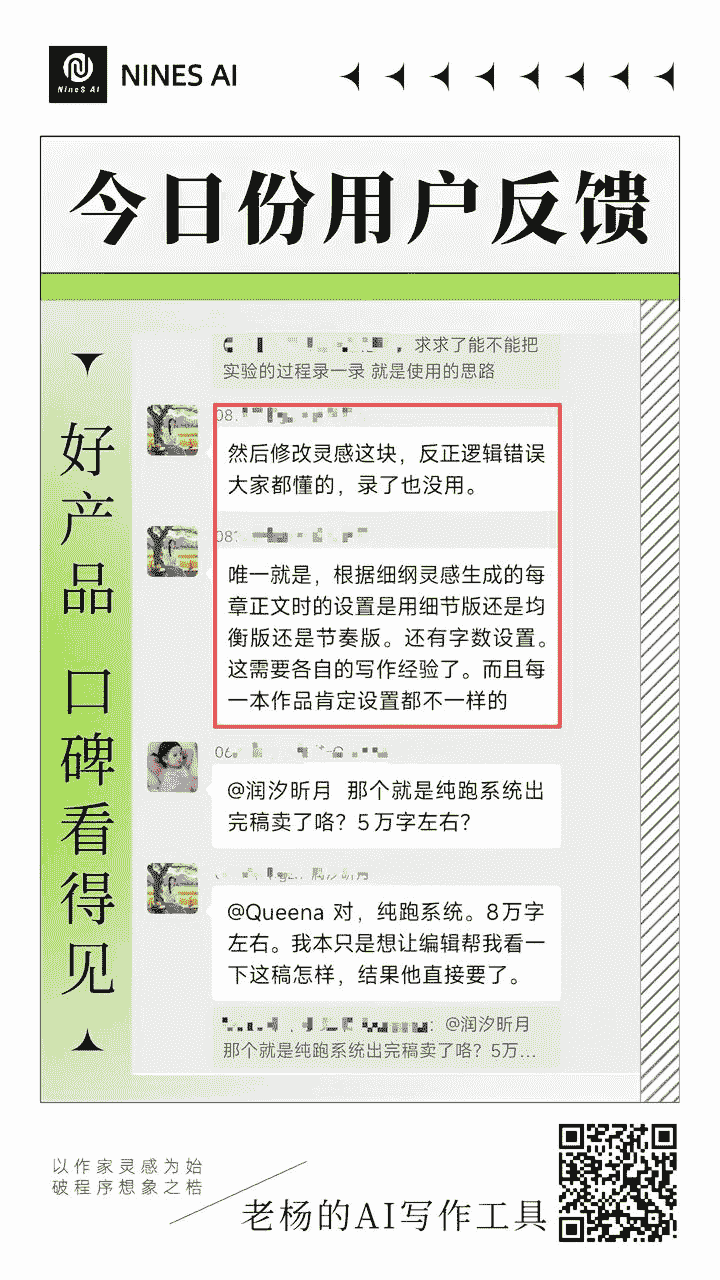 NineS AI
NINES AI
今日份用户反馈
好产品 口碑看得见
，求求了能不能把
实验的过程录一录 就是使用的思路
然后修改灵感这块，反正逻辑错误
大家都懂的，录了也没用。
唯一就是，根据细纲灵感生成的每
章正文时的设置是用细节版还是均
衡版还是节奏版。还有字数设置。
这需要各自的写作经验了。而且每
一本作品肯定设置都不一样的
@润汐昕月 那个就是纯跑系统出
完稿卖了咯？5万字左右？
润汐昕月
@Queena 对，纯跑系统。8万字
左右。我本只是想让编辑帮我看一
下这稿怎样，结果他直接要了。
：@润汐昕月
那个就是纯跑系统出完稿卖了咯？5万...
以作家灵感为始
破程序想象之梏
老杨的AI写作工具